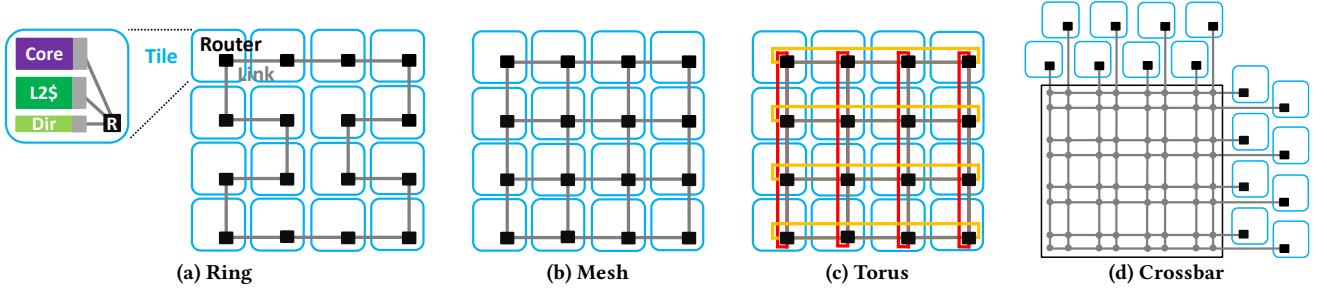 Core
L2$
Dir
R
Tile
Router
Link
(a) Ring
(b) Mesh
(c) Torus
(d) Crossbar